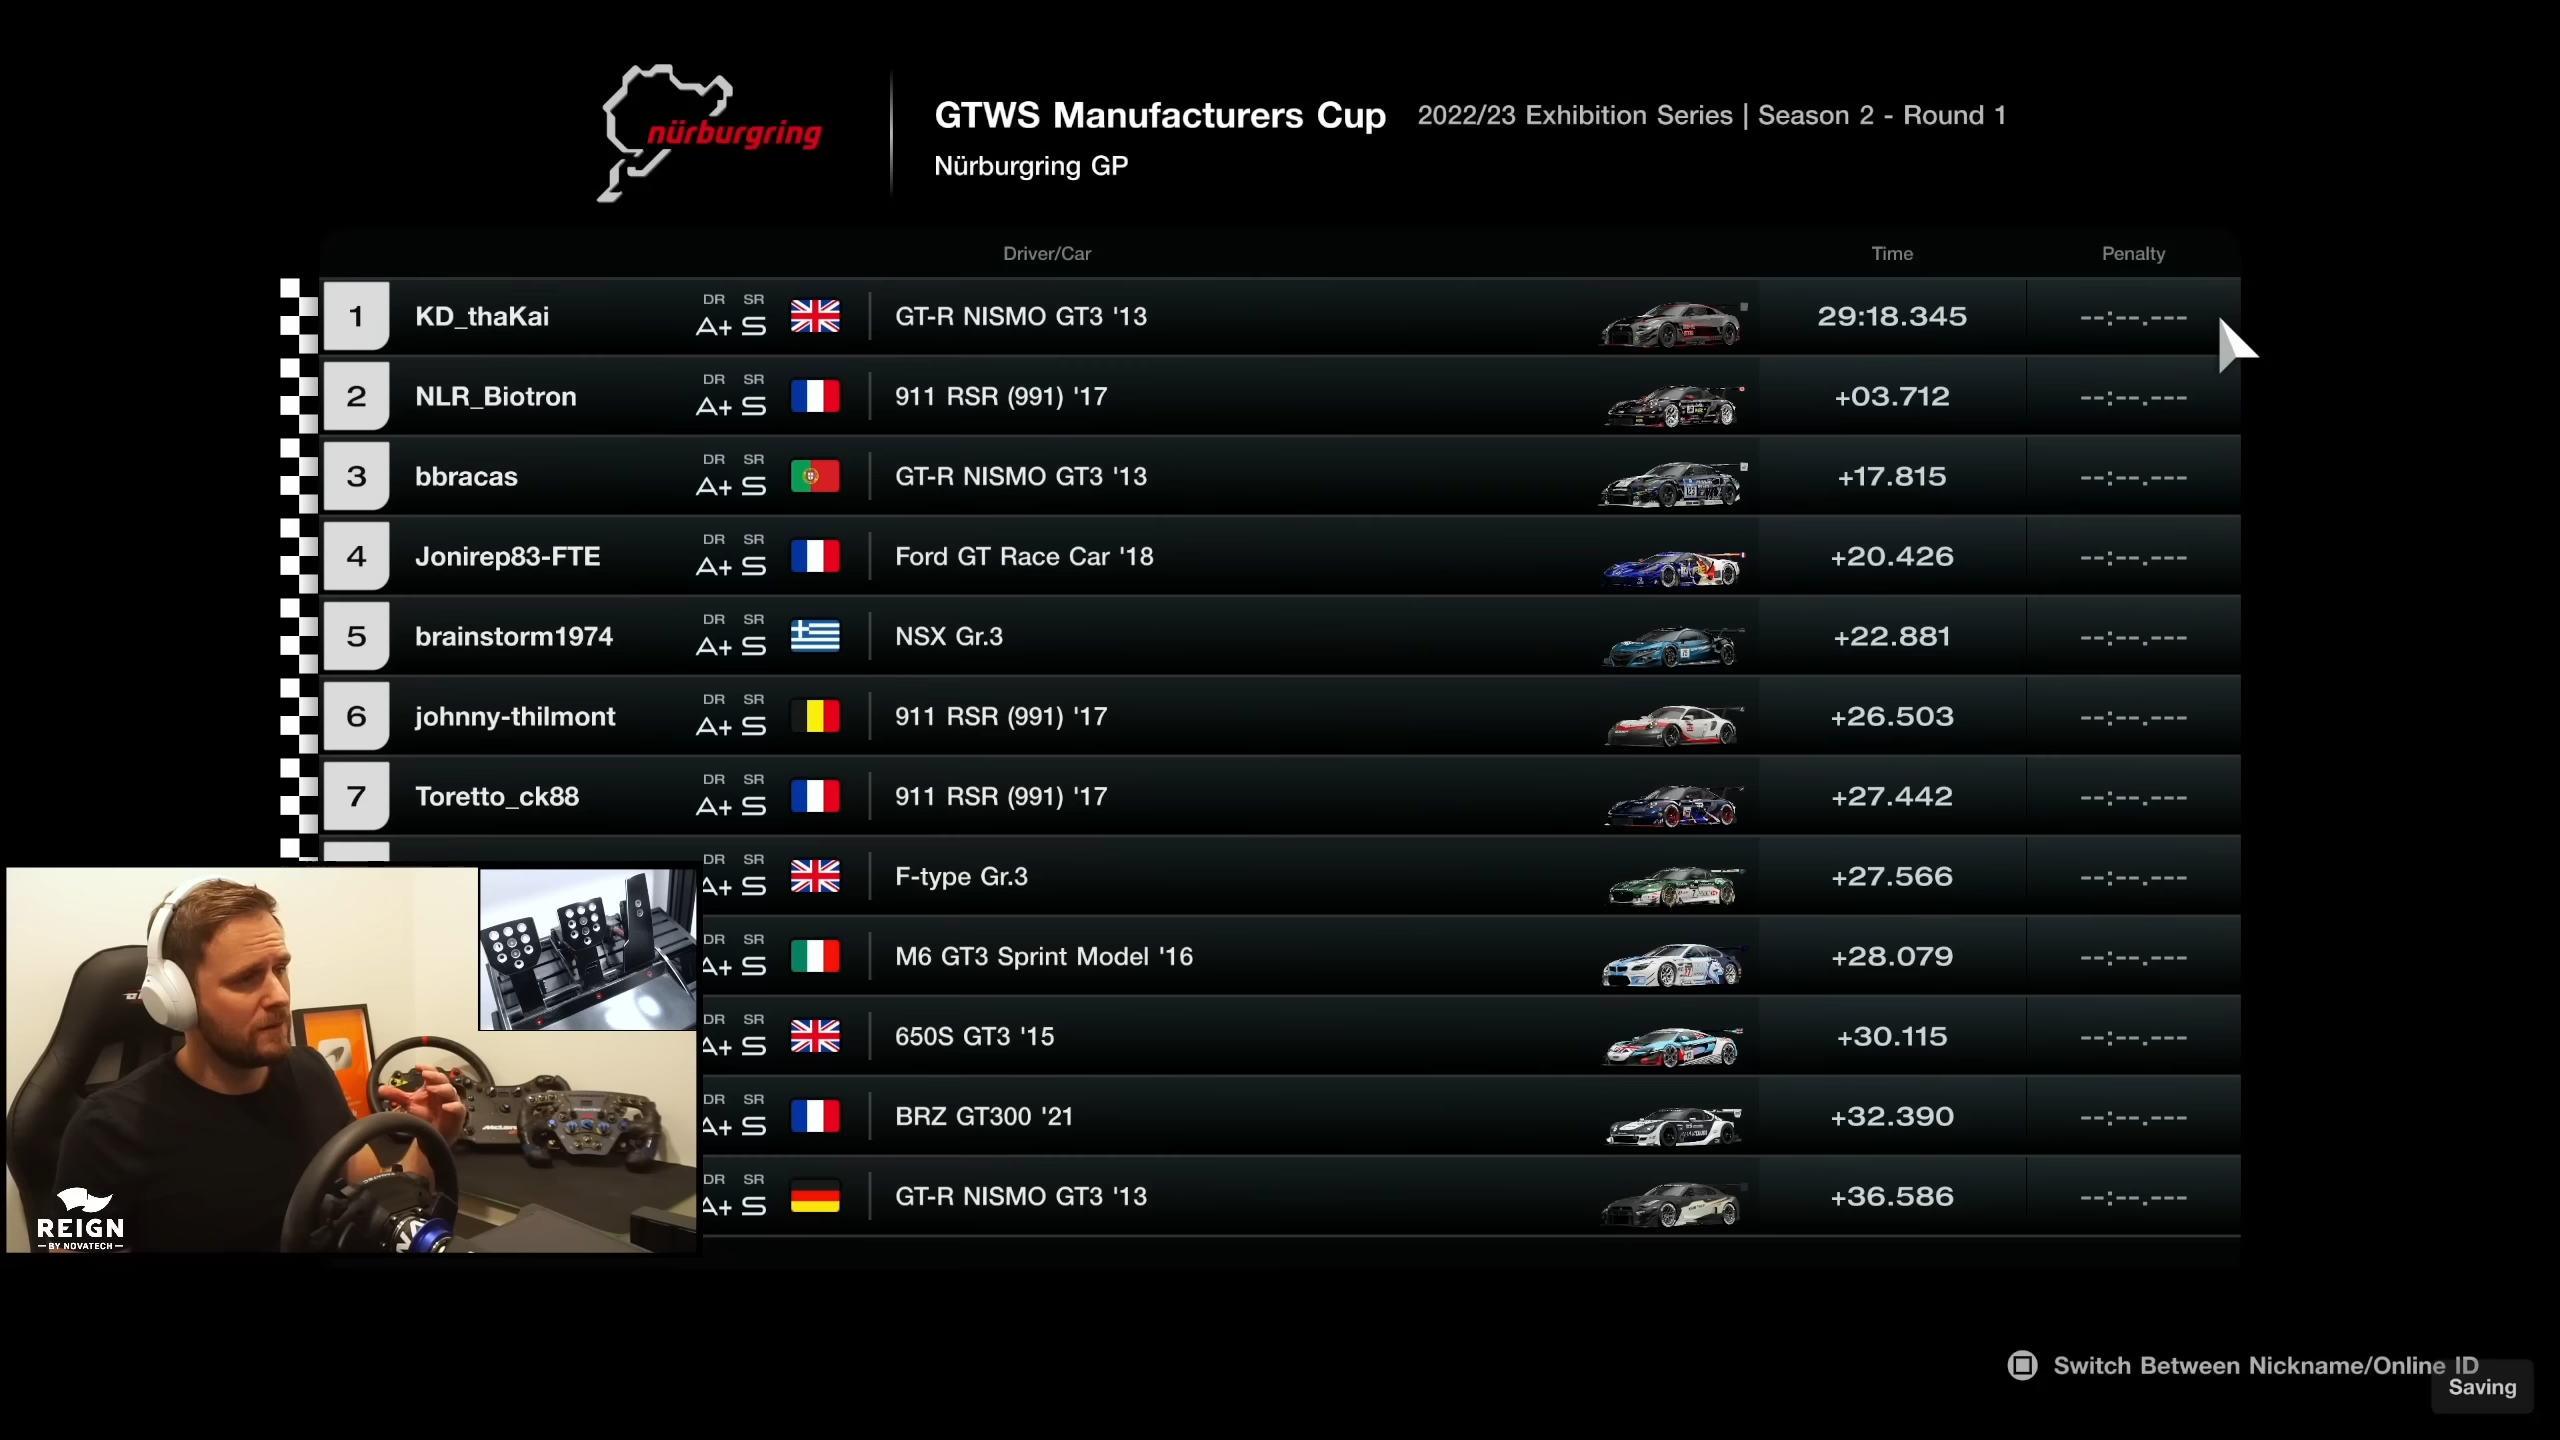 nürburgring
GTWS Manufacturers Cup 2022/23 Exhibition Series | Season 2 - Round 1
Nürburgring GP
Driver/Car Time Penalty
1 KD_thaKai DR A+ SR S GT-R NISMO GT3 '13 29:18.345 --:--.---
2 NLR_Biotron DR A+ SR S 911 RSR (991) '17 +03.712 --:--.---
3 bbracas DR A+ SR S GT-R NISMO GT3 '13 +17.815 --:--.---
4 Jonirep83-FTE DR A+ SR S Ford GT Race Car '18 +20.426 --:--.---
5 brainstorm1974 DR A+ SR S NSX Gr.3 +22.881 --:--.---
6 johnny-thilmont DR A+ SR S 911 RSR (991) '17 +26.503 --:--.---
7 Toretto_ck88 DR A+ SR S 911 RSR (991) '17 +27.442 --:--.---
DR A+ SR S F-type Gr.3 +27.566 --:--.---
DR A+ SR S M6 GT3 Sprint Model '16 +28.079 --:--.---
DR A+ SR S 650S GT3 '15 +30.115 --:--.---
DR A+ SR S BRZ GT300 '21 +32.390 --:--.---
DR A+ SR S GT-R NISMO GT3 '13 +36.586 --:--.---
REIGN
BY NOVATECH
Switch Between Nickname/Online ID
Saving